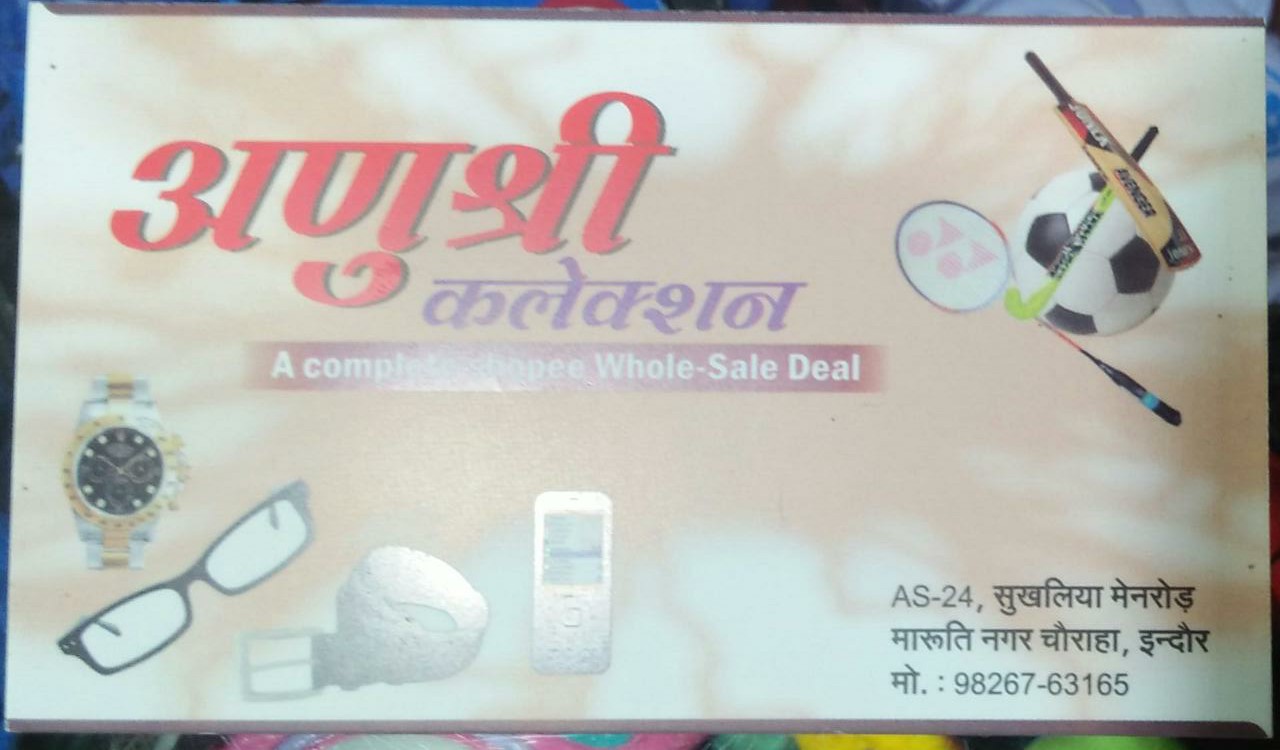 अणुश्री
कलेक्शन
A complete shopee Whole-Sale Deal
AS-24, सुखलिया मेनरोड़
मारूति नगर चौराहा, इन्दौर
मो. : 98267-63165